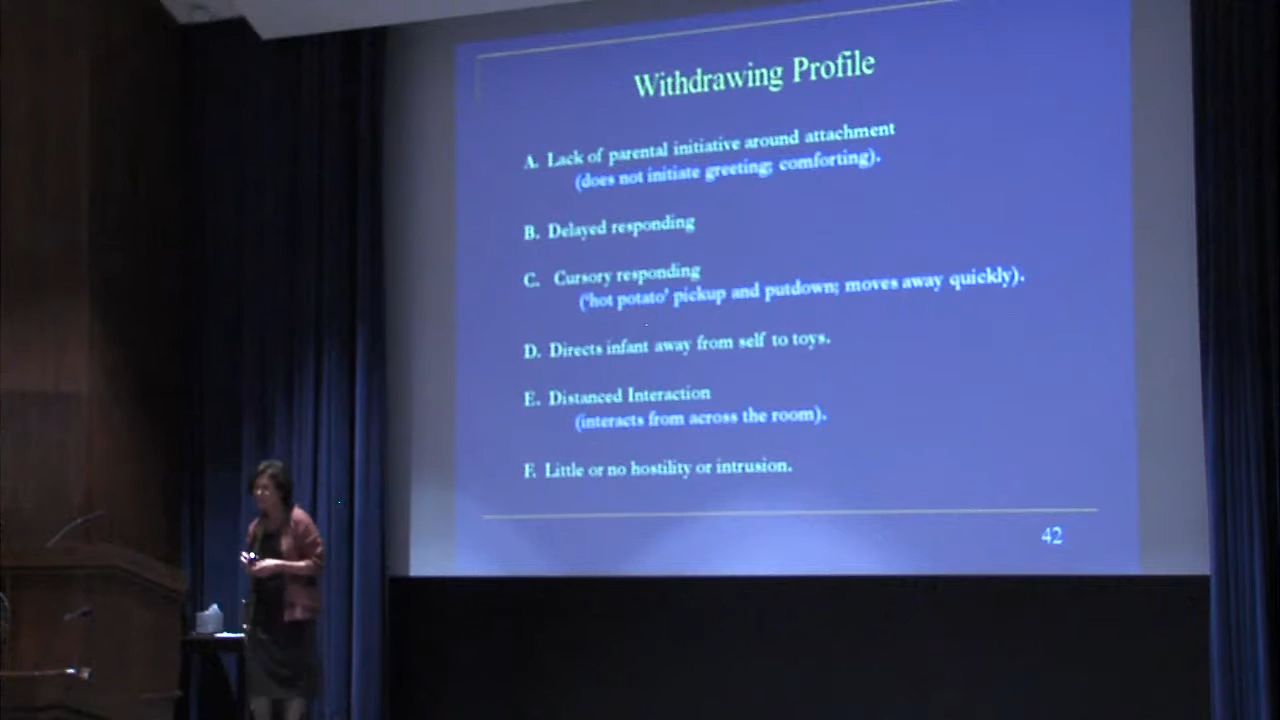 Withdrawing Profile
A. Lack of parental initiative around attachment
(does not initiate greeting; comforting).
B. Delayed responding
C. Cursory responding
('hot potato' pickup and putdown; moves away quickly).
D. Directs infant away from self to toys.
E. Distanced Interaction
(interacts from across the room).
F. Little or no hostility or intrusion.
42